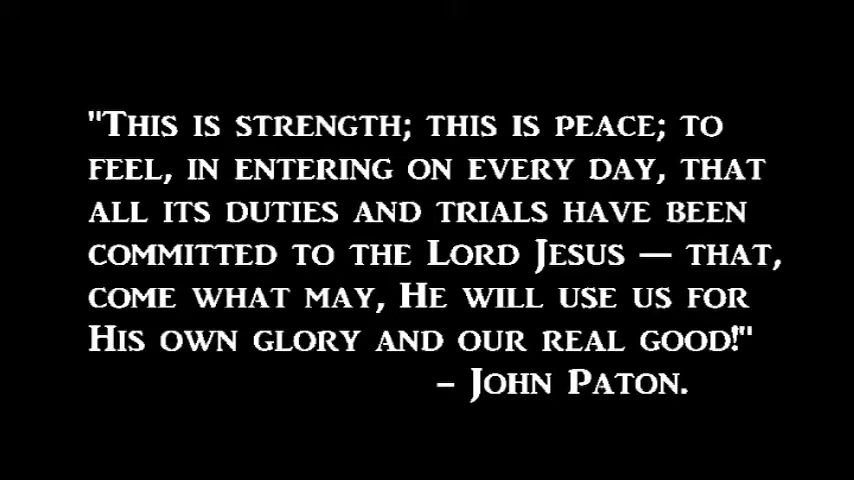 "This is strength; this is peace; to
feel, in entering on every day, that
all its duties and trials have been
committed to the Lord Jesus — that,
come what may, He will use us for
His own glory and our real good!"
– John Paton.